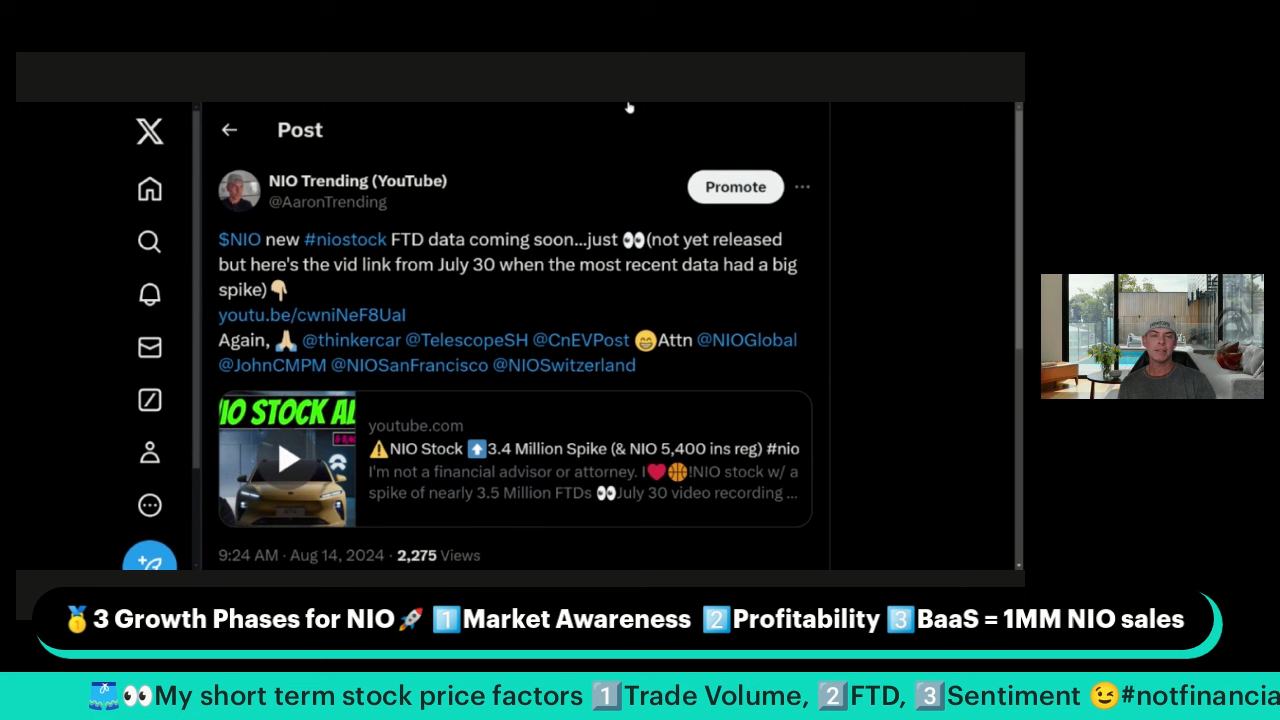 Post
NIO Trending (YouTube)
@AaronTrending
Promote
$NIO new #niostock FTD data coming soon...just 👀(not yet released
but here's the vid link from July 30 when the most recent data had a big
spike)👇🏼
youtu.be/cwniNeF8UaI
Again, 🙏🏼 @thinkercar @TelescopeSH @CnEVPost 😁Attn @NIOGlobal
@JohnCMPM @NIOSanFrancisco @NIOSwitzerland
IO STOCK AL
youtube.com
⚠️NIO Stock ⬆️3.4 Million Spike (& NIO 5,400 ins reg) #nio
I'm not a financial advisor or attorney. I❤️🏀!NIO stock w/ a
spike of nearly 3.5 Million FTDs 👀July 30 video recording ...
9:24 AM · Aug 14, 2024 · 2,275 Views
🥇3 Growth Phases for NIO🚀 1️⃣Market Awareness 2️⃣Profitability 3️⃣BaaS = 1MM NIO sales
🩳👀My short term stock price factors 1️⃣Trade Volume, 2️⃣FTD, 3️⃣Sentiment 😉#notfinancia